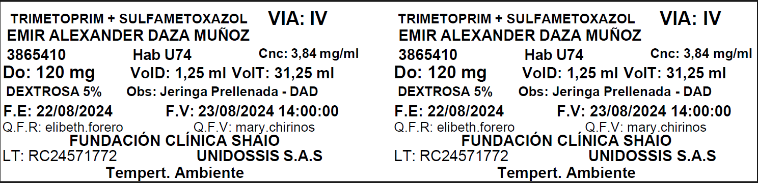 TRIMETOPRIM + SULFAMETOXAZOL VIA: IV
EMIR ALEXANDER DAZA MUÑOZ
3865410 Hab U74 Cnc: 3,84 mg/ml
Do: 120 mg VolD: 1,25 ml VolT: 31,25 ml
DEXTROSA 5% Obs: Jeringa Prellenada - DAD
F.E: 22/08/2024 F.V: 23/08/2024 14:00:00
Q.F.R: elibeth.forero Q.F.V: mary.chirinos
FUNDACIÓN CLÍNICA SHAIO
LT: RC24571772 UNIDOSSIS S.A.S
Tempert. Ambiente
TRIMETOPRIM + SULFAMETOXAZOL VIA: IV
EMIR ALEXANDER DAZA MUÑOZ
3865410 Hab U74 Cnc: 3,84 mg/ml
Do: 120 mg VolD: 1,25 ml VolT: 31,25 ml
DEXTROSA 5% Obs: Jeringa Prellenada - DAD
F.E: 22/08/2024 F.V: 23/08/2024 14:00:00
Q.F.R: elibeth.forero Q.F.V: mary.chirinos
FUNDACIÓN CLÍNICA SHAIO
LT: RC24571772 UNIDOSSIS S.A.S
Tempert. Ambiente